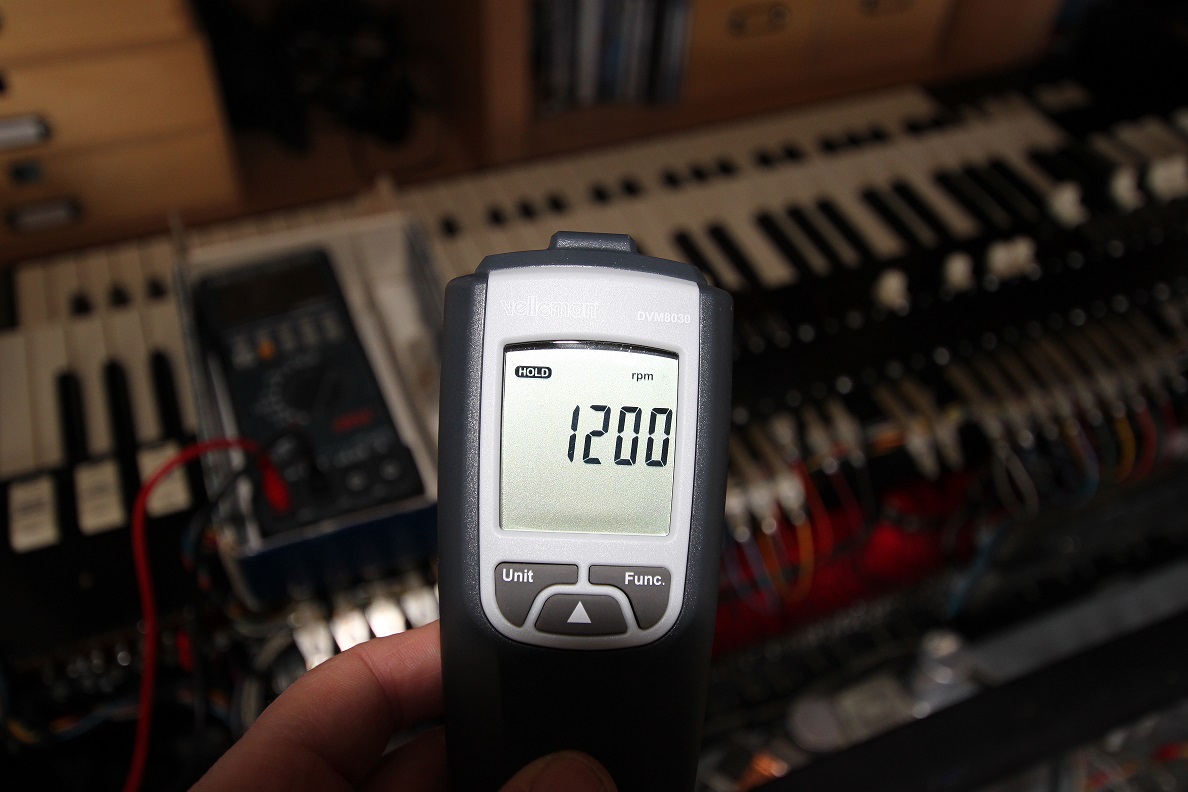 velleman
DVM8030
HOLD
rpm
1200
Unit
Func.